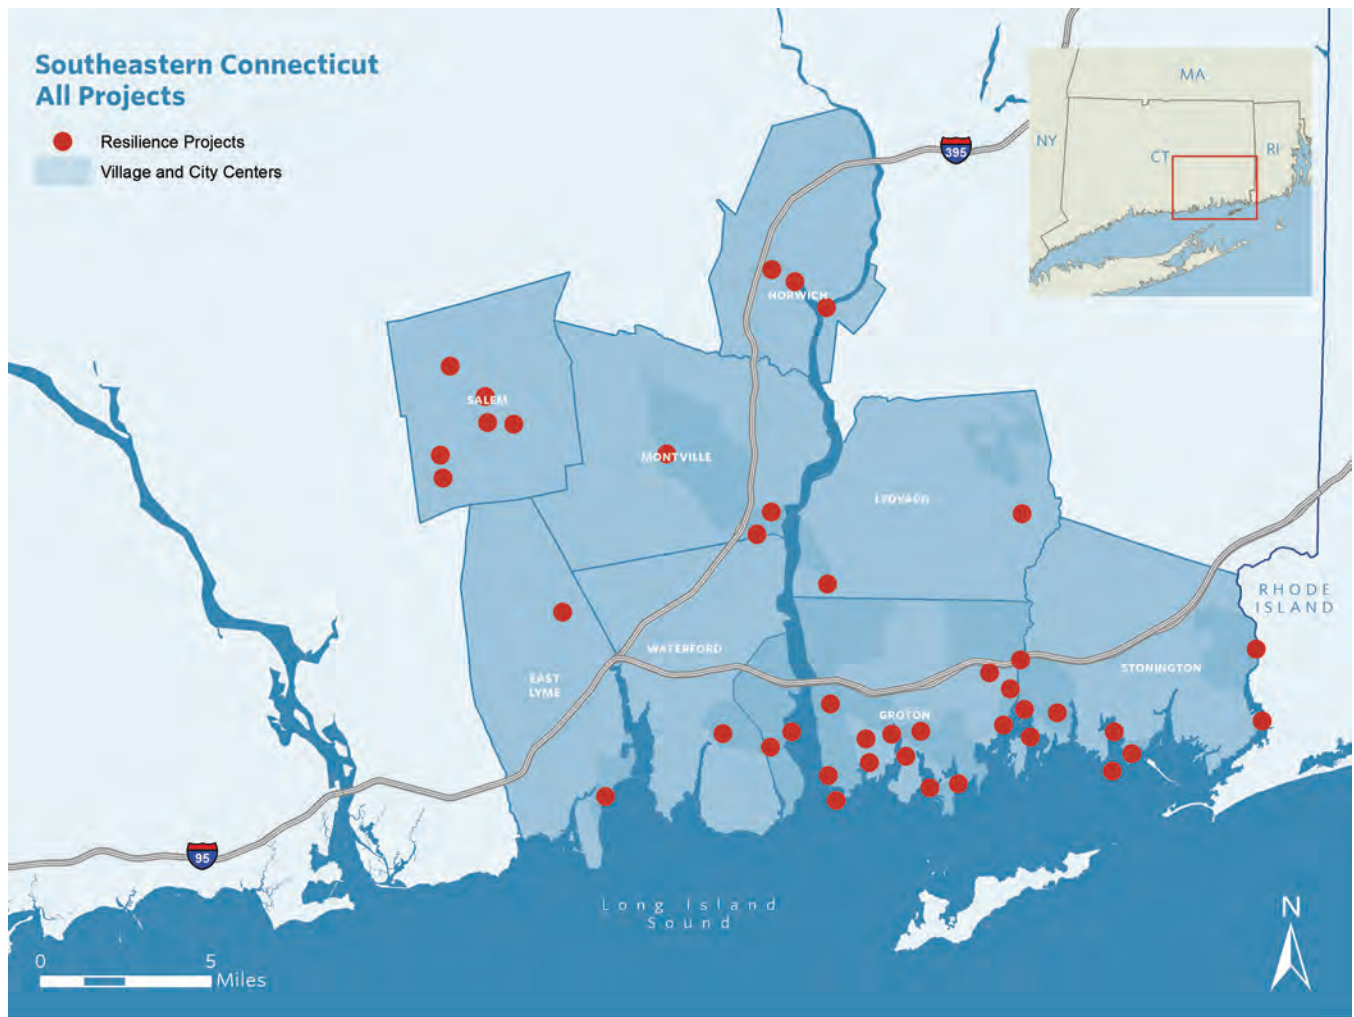 Southeastern Connecticut
All Projects
Resilience Projects
Village and City Centers
MA
NY
CT
RI
395
NORWICH
SALEM
MONTVILLE
LYDYARD
RHODE
ISLAND
WATERFORD
STONINGTON
EAST
LYME
GROTON
95
Long Island
Sound
N
0 5
Miles